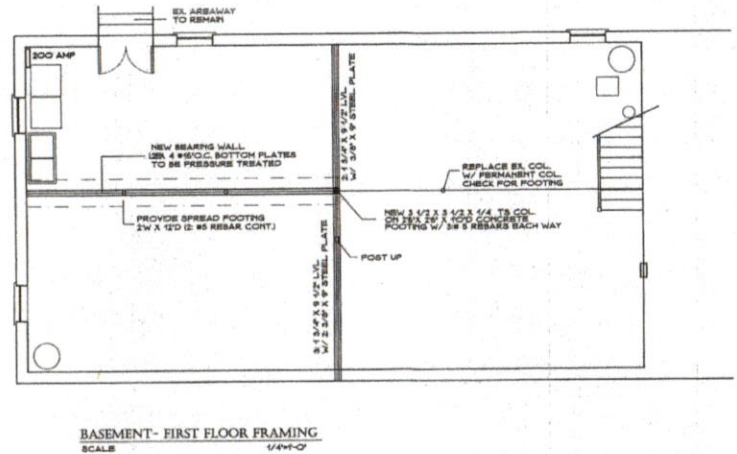 EX. AREAWAY
TO REMAIN
200 AMP
2: 1 3/4" X 9 1/2" LVL
W/ 3/8" X 9" STEEL PLATE
NEW BEARING WALL
4 @16"O.C. BOTTOM PLATES
TO BE PRESSURE TREATED
REPLACE EX. COL.
W/ PERMANENT COL.
CHECK FOR FOOTING
PROVIDE SPREAD FOOTING
2'W X 12"D (2: #5 REBAR CONT.)
NEW 3 1/2 X 3 1/2 X 1/4 TS COL.
ON X CONCRETE
FOOTING W/ 3:# 5 REBARS EACH WAY
POST UP
3: 1 3/4" X 9 1/2" LVL
W/ 2: 3/8" X 9" STEEL PLATE
BASEMENT- FIRST FLOOR FRAMING
SCALE 1/4"=1'-0"